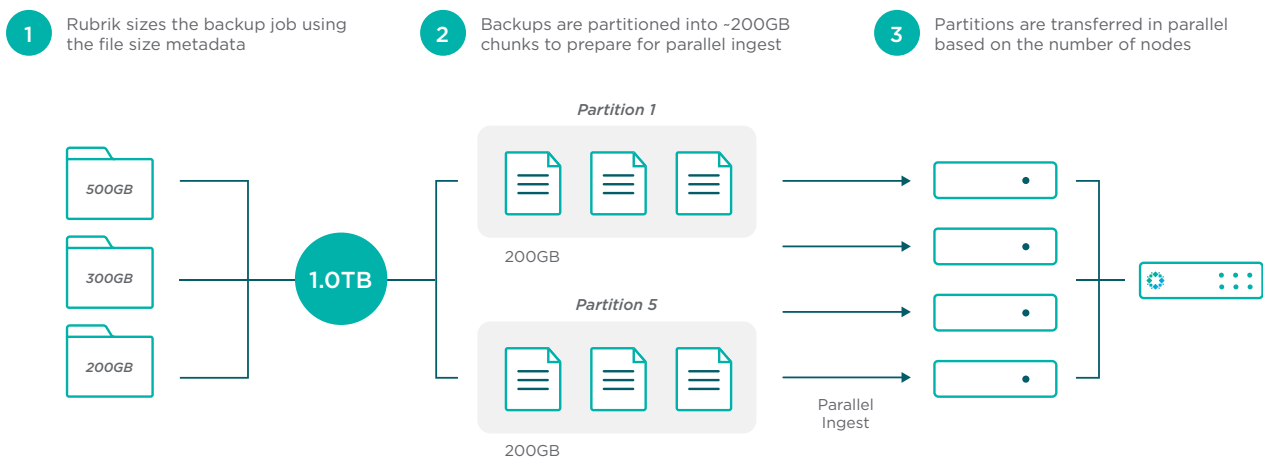 1
Rubrik sizes the backup job using
the file size metadata
2
Backups are partitioned into ~200GB
chunks to prepare for parallel ingest
3
Partitions are transferred in parallel
based on the number of nodes
500GB
300GB
200GB
1.0TB
Partition 1
200GB
Partition 5
200GB
Parallel
Ingest